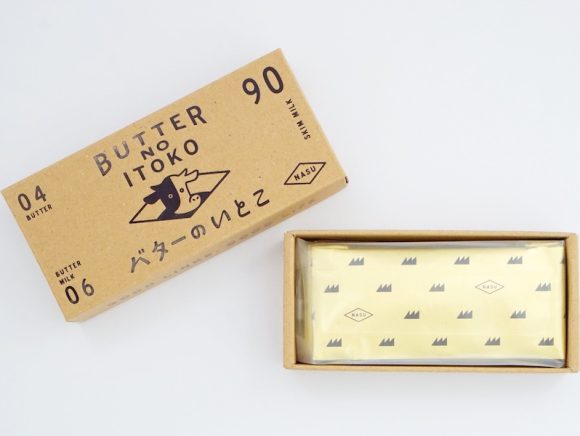 BUTTER
NO
ITOKO
90
SKIM MILK
04
BUTTER
NASU
バターのいとこ
BUTTER
MILK
06
NASU
NASU